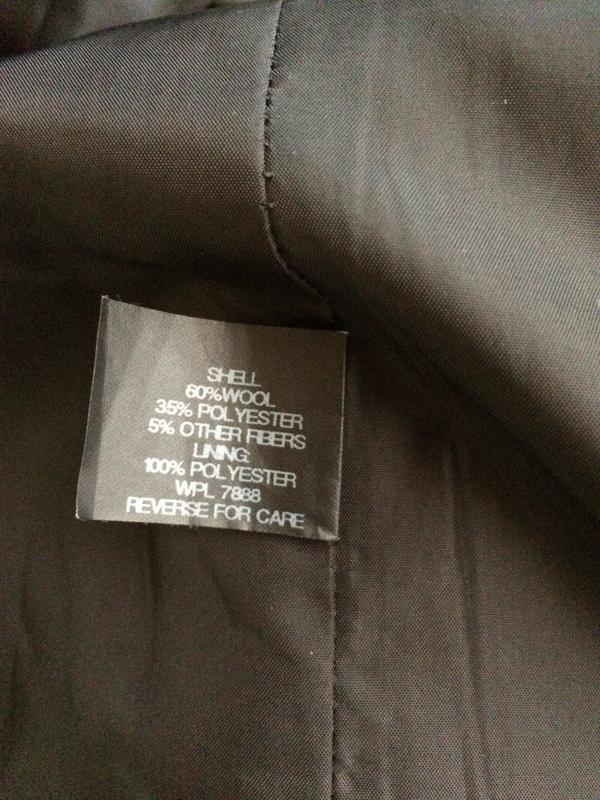 SHELL
60%WOOL
35% POLYESTER
5% OTHER FIBERS
LINING:
100% POLYESTER
WPL 7888
REVERSE FOR CARE